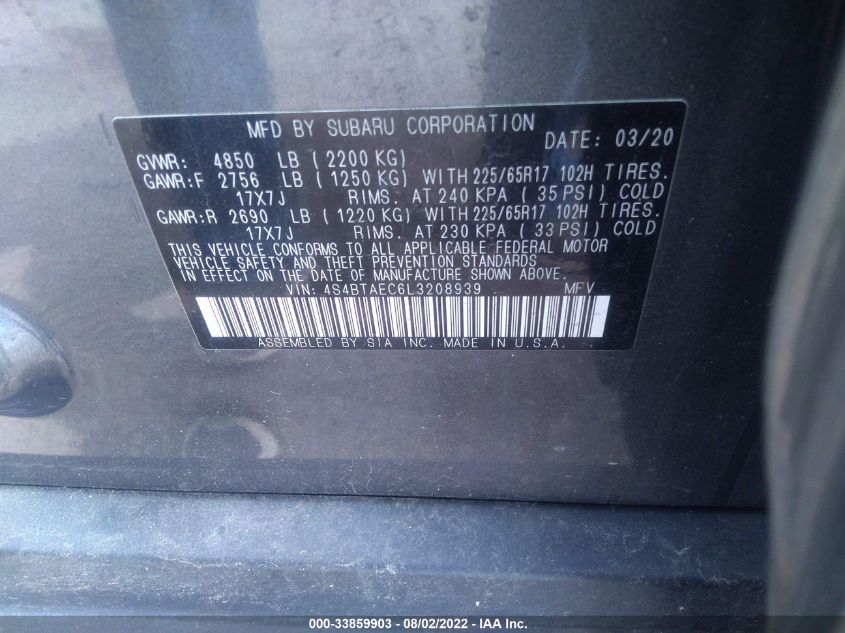 MFD BY SUBARU CORPORATION DATE: 03/20
GVWR: 4850 LB ( 2200 KG)
GAWR:F 2756 LB ( 1250 KG) WITH 225/65R17 102H TIRES.
17X7J RIMS. AT 240 KPA ( 35 PSI) COLD
GAWR:R 2690 LB ( 1220 KG) WITH 225/65R17 102H TIRES.
17X7J RIMS. AT 230 KPA ( 33 PSI) COLD
THIS VEHICLE CONFORMS TO ALL APPLICABLE FEDERAL MOTOR
VEHICLE SAFETY AND THEFT PREVENTION STANDARDS
IN EFFECT ON THE DATE OF MANUFACTURE SHOWN ABOVE.
VIN: 4S4BTAEC6L3208939 MFV
ASSEMBLED BY SIA INC. MADE IN U.S.A.
000-33859903 - 08/02/2022 - IAA Inc.